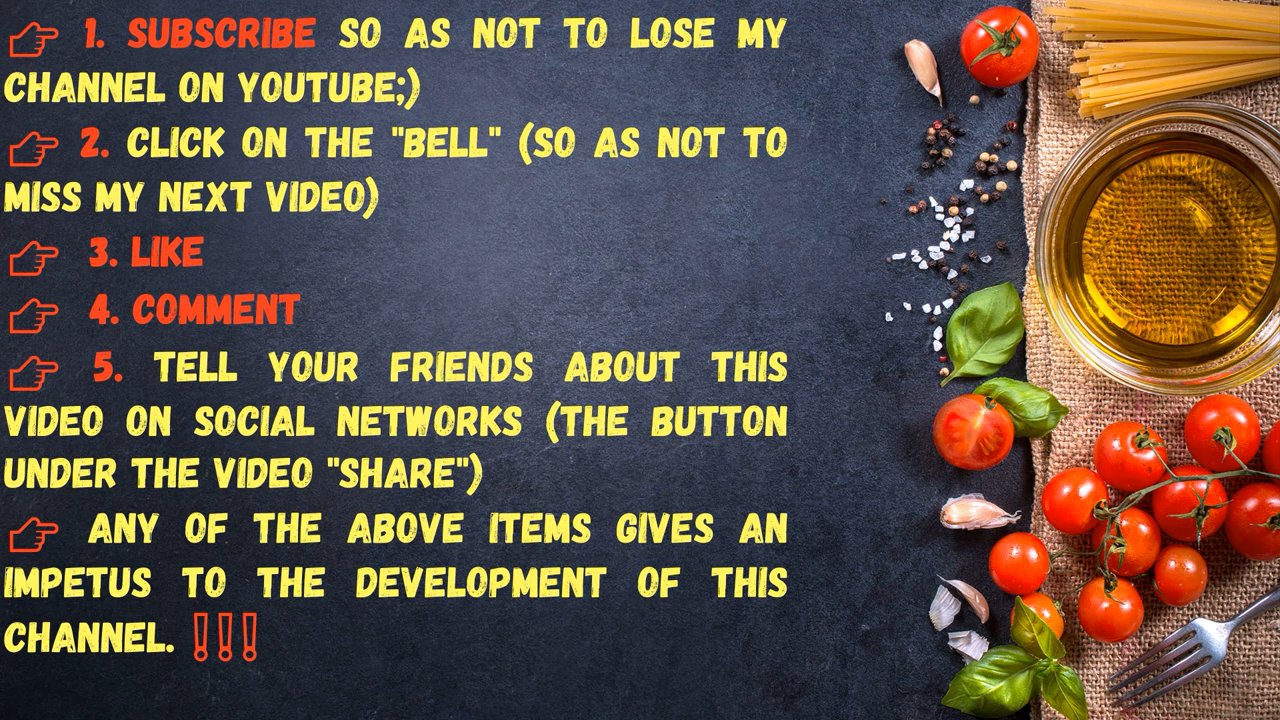 👉 1. SUBSCRIBE SO AS NOT TO LOSE MY
CHANNEL ON YOUTUBE;)
👉 2. CLICK ON THE "BELL" (SO AS NOT TO
MISS MY NEXT VIDEO)
👉 3. LIKE
👉 4. COMMENT
👉 5. TELL YOUR FRIENDS ABOUT THIS
VIDEO ON SOCIAL NETWORKS (THE BUTTON
UNDER THE VIDEO "SHARE")
👉 ANY OF THE ABOVE ITEMS GIVES AN
IMPETUS TO THE DEVELOPMENT OF THIS
CHANNEL. ❗❗❗